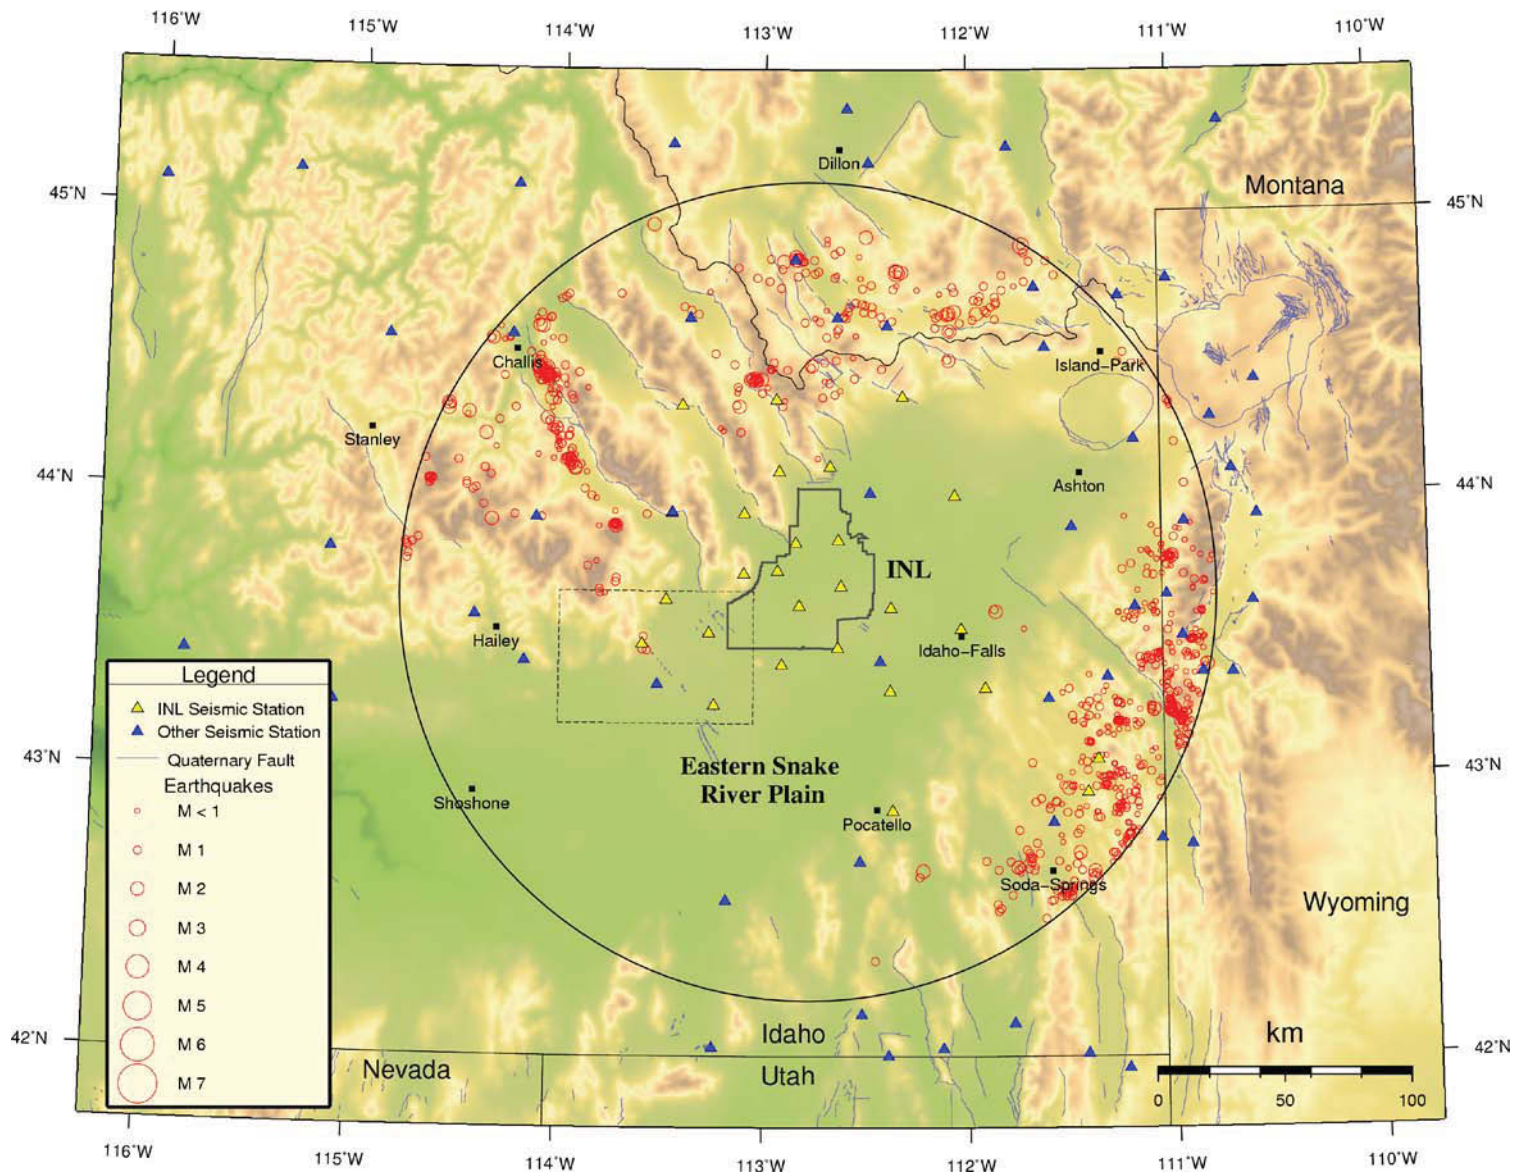 116˚W
115˚W
114˚W
113˚W
112˚W
111˚W
110˚W
Dillon
45˚N
Montana
45˚N
Challis
Island-Park
Stanley
44˚N
Ashton
44˚N
INL
Hailey
Idaho-Falls
Legend
INL Seismic Station
Other Seismic Station
Quaternary Fault
Earthquakes
M < 1
M 1
M 2
M 3
M 4
M 5
M 6
M 7
43˚N
Eastern Snake
River Plain
43˚N
Shoshone
Pocatello
Soda-Springs
Wyoming
42˚N
Idaho
km
42˚N
Nevada
Utah
0
50
100
116˚W
115˚W
114˚W
113˚W
112˚W
111˚W
110˚W